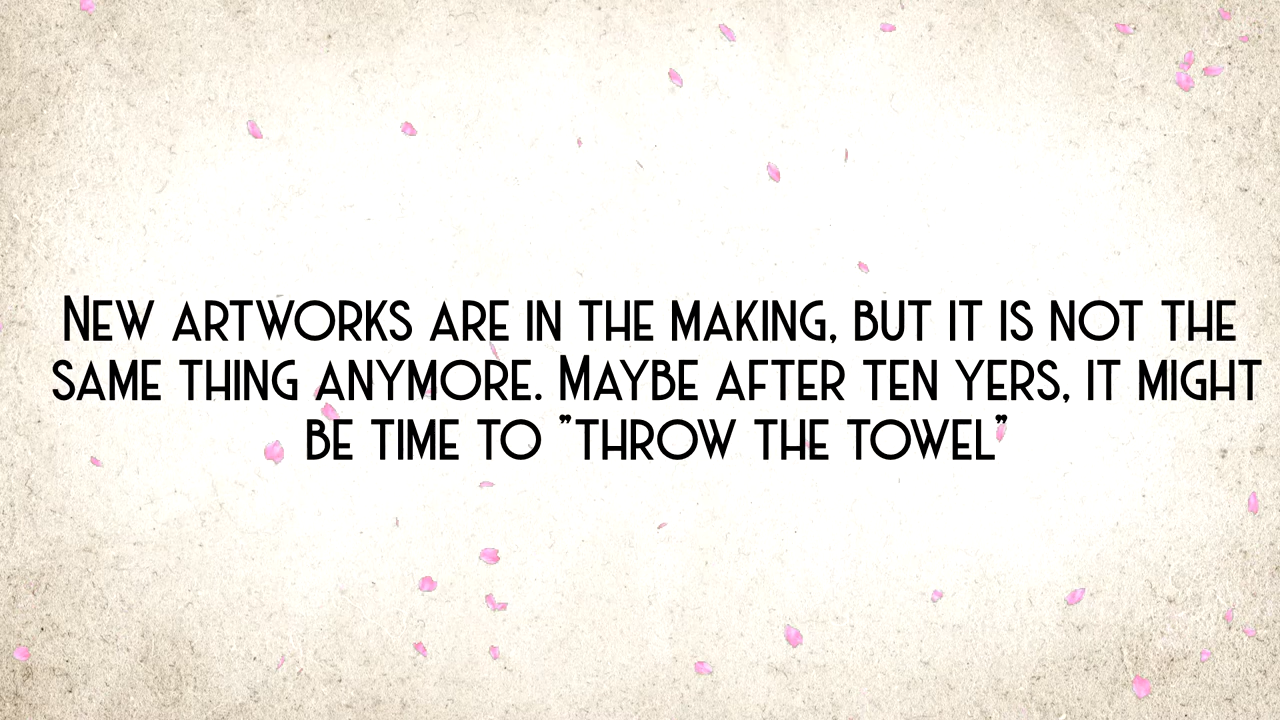 New artworks are in the making, but it is not the
same thing anymore. Maybe after ten yers, it might
be time to "throw the towel"